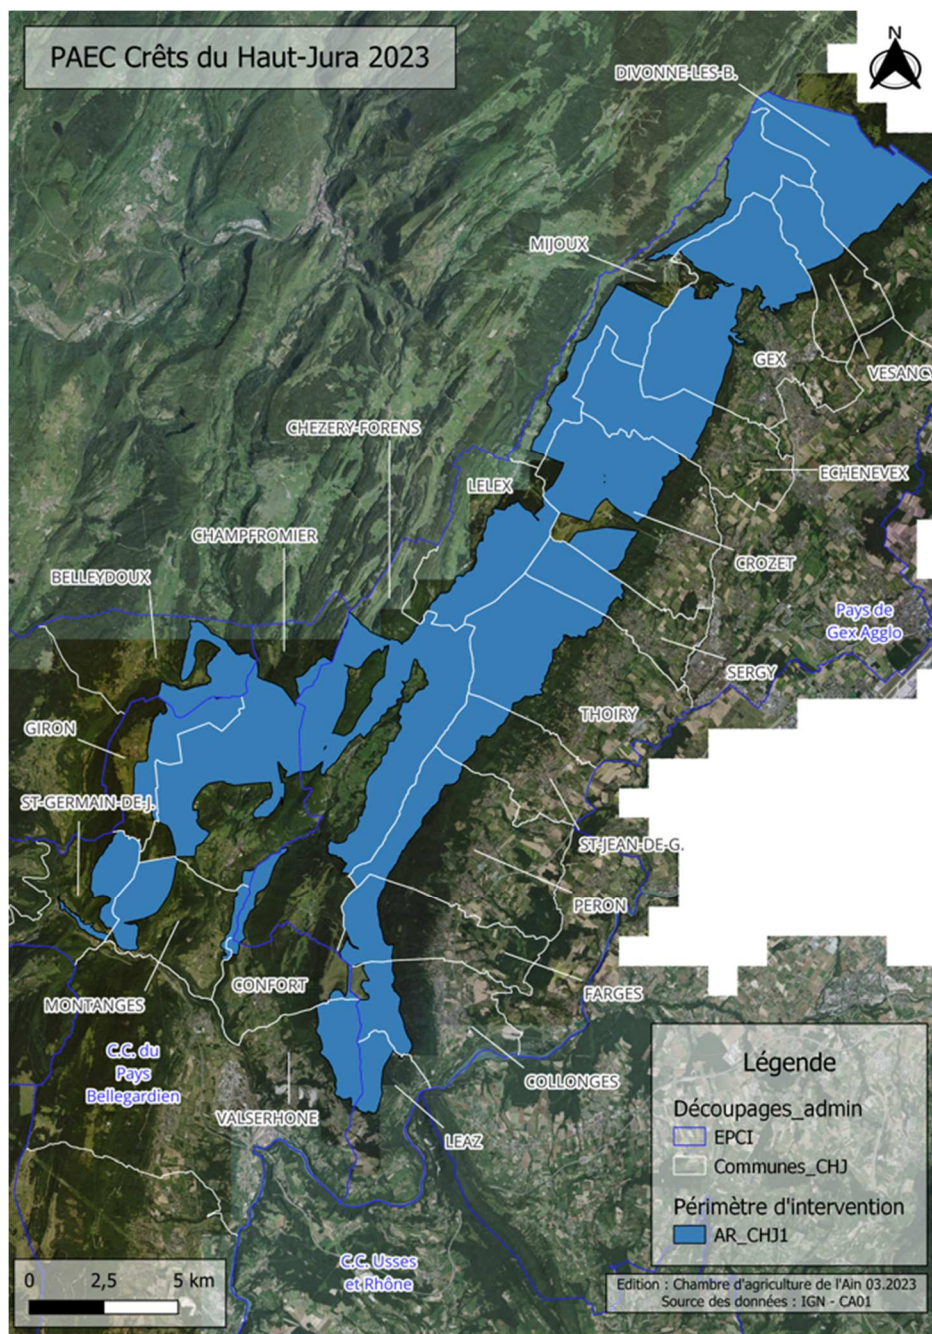 PAEC Crêts du Haut-Jura 2023
N
DIVONNE-LES-B.
MIJOUX
GEX
VESANCY
CHEZERY-FORENS
ECHENEVEX
LELEX
CHAMPFROMIER
CROZET
BELLEYDOUX
Pays de
Gex Agglo
SERGY
THOIRY
GIRON
ST-GERMAIN-DE-J.
ST-JEAN-DE-G.
PERON
CONFORT
FARGES
MONTANGES
C.C. du
Pays
Bellegardien
COLLONGES
VALSERHONE
LEAZ
C.C. Usses
et Rhône
Légende
Découpages_admin
EPCI
Communes_CHJ
Périmètre d'intervention
AR_CHJ1
0 2,5 5 km
Edition : Chambre d'agriculture de l'Ain 03.2023
Source des données : IGN - CA01